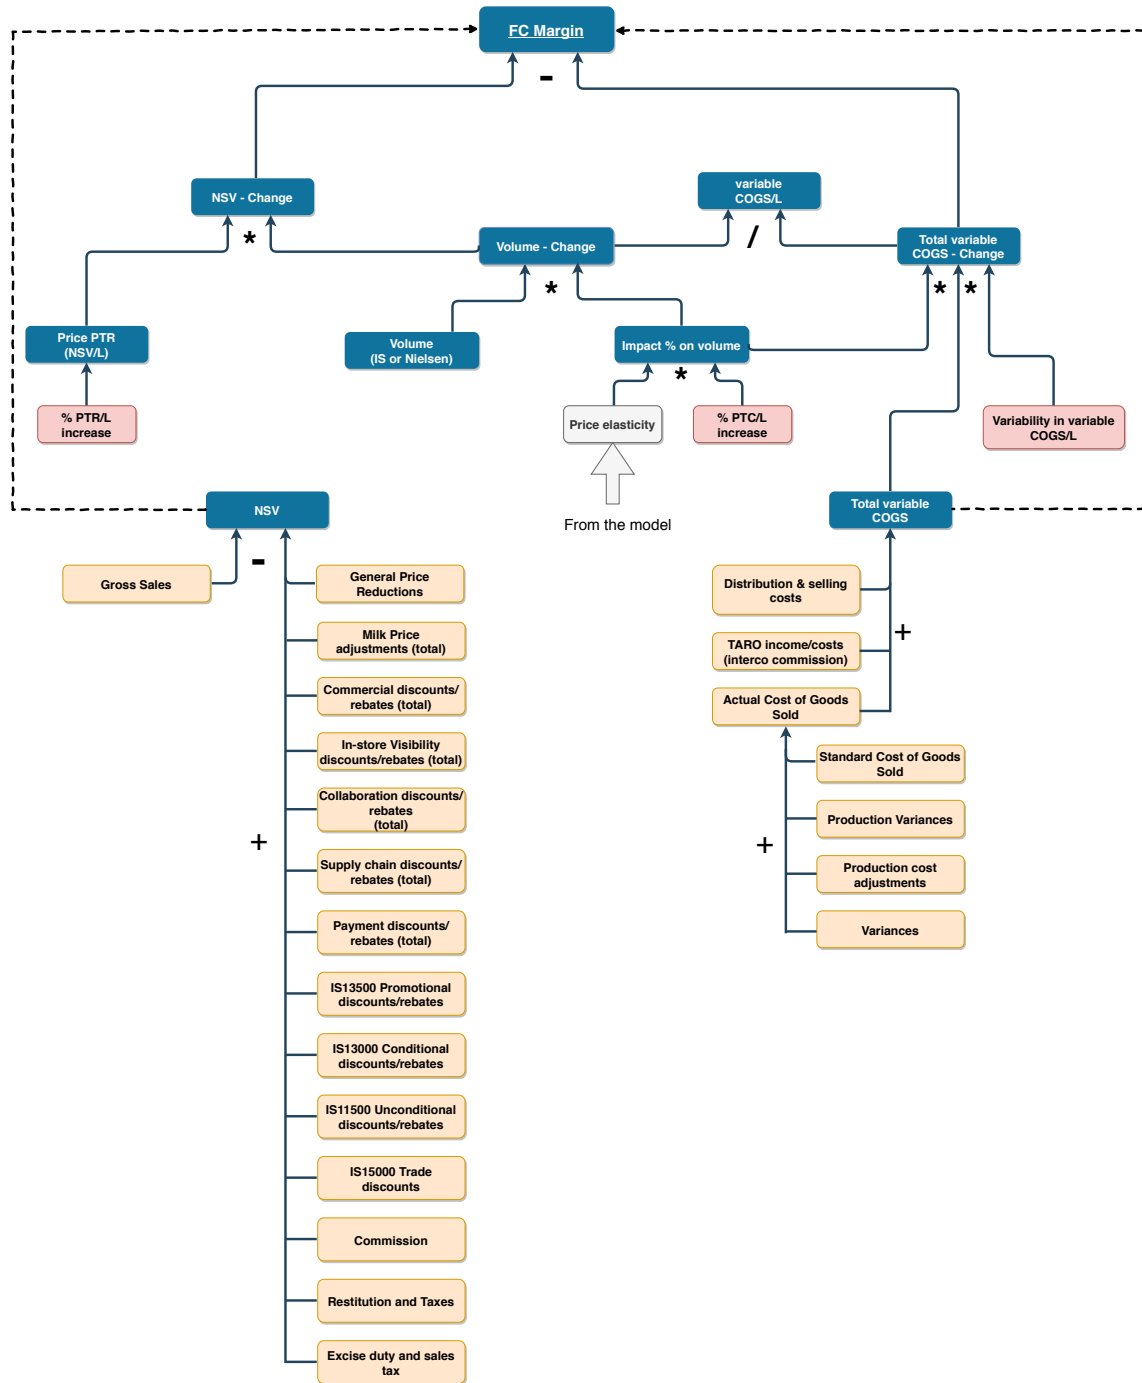 FC Margin
-
NSV - Change
variable
COGS/L
*
/
Volume - Change
Total variable
COGS - Change
*
*
*
Price PTR
(NSV/L)
Volume
(IS or Nielsen)
Impact % on volume
*
% PTR/L
increase
Price elasticity
% PTC/L
increase
Variability in variable
COGS/L
From the model
NSV
Total variable
COGS
-
Gross Sales
General Price
Reductions
Milk Price
adjustments (total)
Commercial discounts/
rebates (total)
In-store Visibility
discounts/rebates (total)
Collaboration discounts/
rebates
(total)
+
Supply chain discounts/
rebates (total)
Payment discounts/
rebates (total)
IS13500 Promotional
discounts/rebates
IS13000 Conditional
discounts/rebates
IS11500 Unconditional
discounts/rebates
IS15000 Trade
discounts
Commission
Restitution and Taxes
Excise duty and sales
tax
Distribution & selling
costs
+
TARO income/costs
(interco commission)
Actual Cost of Goods
Sold
Standard Cost of Goods
Sold
Production Variances
+
Production cost
adjustments
Variances